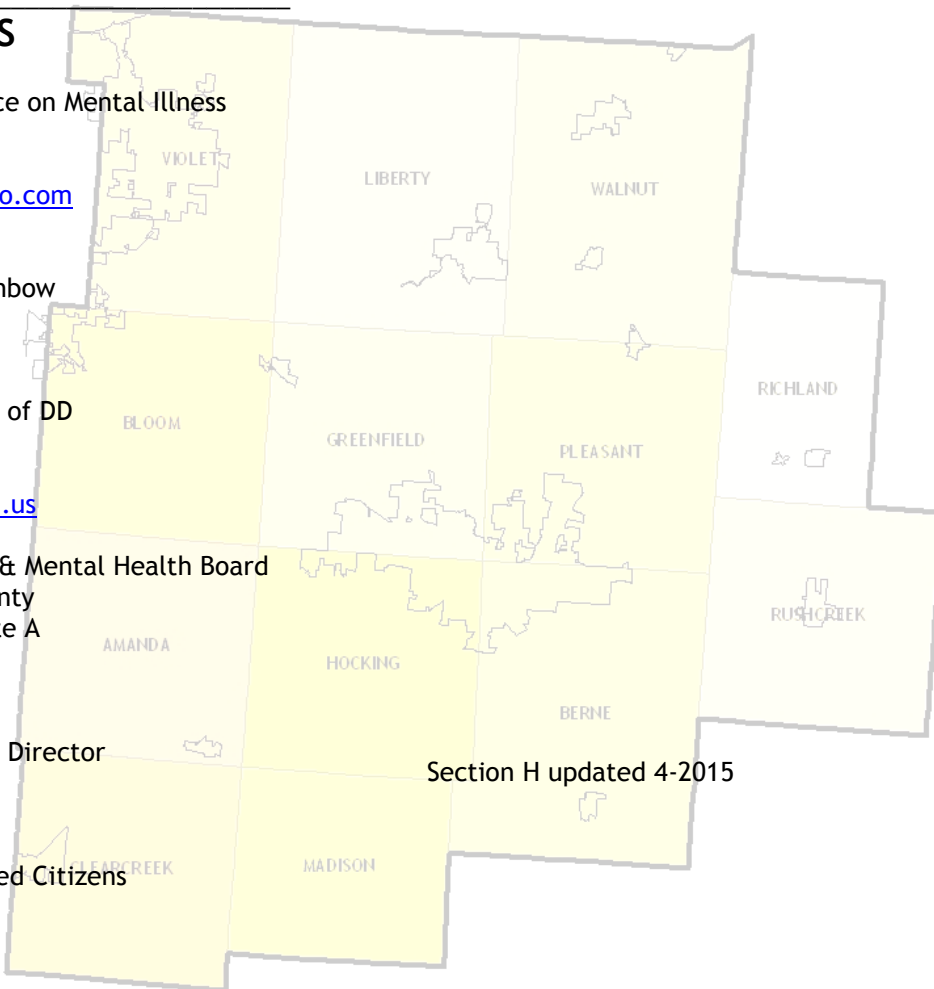 S
ce on Mental Illness
VIOLET
LIBERTY
WALNUT
o.com
nbow
RICHLAND
of DD
BLOOM
GREENFIELD
PLEASANT
.us
& Mental Health Board
nty
RUSHCREEK
te A
AMANDA
HOCKING
BERNE
Director
Section H updated 4-2015
CLEARCREEK
ed Citizens
MADISON